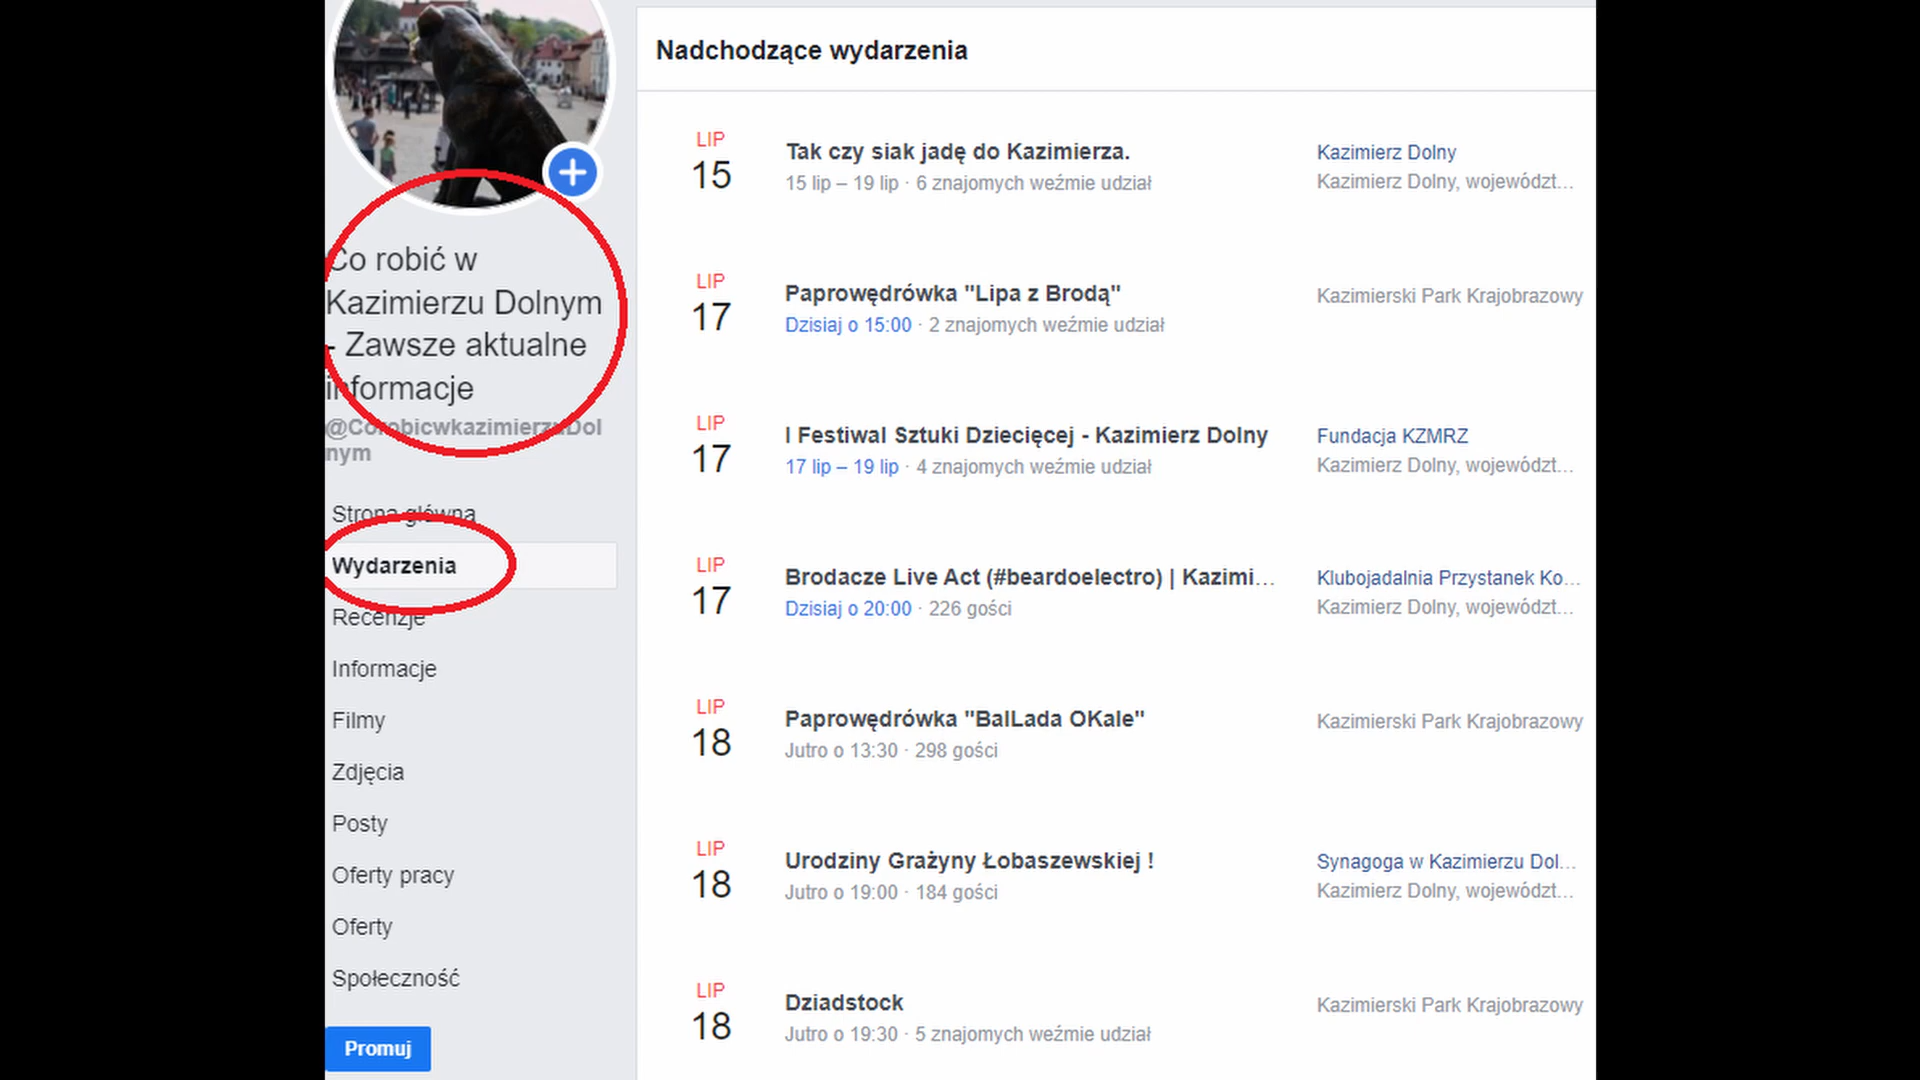 Co robić w
Kazimierzu Dolnym
- Zawsze aktualne
informacje
@CorobicwkazimierzuDol
nym
Strona główna
Wydarzenia
Recenzje
Informacje
Filmy
Zdjęcia
Posty
Oferty pracy
Oferty
Społeczność
Promuj
Nadchodzące wydarzenia
LIP
15
Tak czy siak jadę do Kazimierza.
15 lip – 19 lip · 6 znajomych weźmie udział
Kazimierz Dolny
Kazimierz Dolny, województ...
LIP
17
Paprowędrówka "Lipa z Brodą"
Dzisiaj o 15:00 · 2 znajomych weźmie udział
Kazimierski Park Krajobrazowy
LIP
17
I Festiwal Sztuki Dziecięcej - Kazimierz Dolny
17 lip – 19 lip · 4 znajomych weźmie udział
Fundacja KZMRZ
Kazimierz Dolny, województ...
LIP
17
Brodacze Live Act (#beardoelectro) | Kazimi...
Dzisiaj o 20:00 · 226 gości
Klubojadalnia Przystanek Ko...
Kazimierz Dolny, województ...
LIP
18
Paprowędrówka "BalLada OKale"
Jutro o 13:30 · 298 gości
Kazimierski Park Krajobrazowy
LIP
18
Urodziny Grażyny Łobaszewskiej !
Jutro o 19:00 · 184 gości
Synagoga w Kazimierzu Dol...
Kazimierz Dolny, województ...
LIP
18
Dziadstock
Jutro o 19:30 · 5 znajomych weźmie udział
Kazimierski Park Krajobrazowy